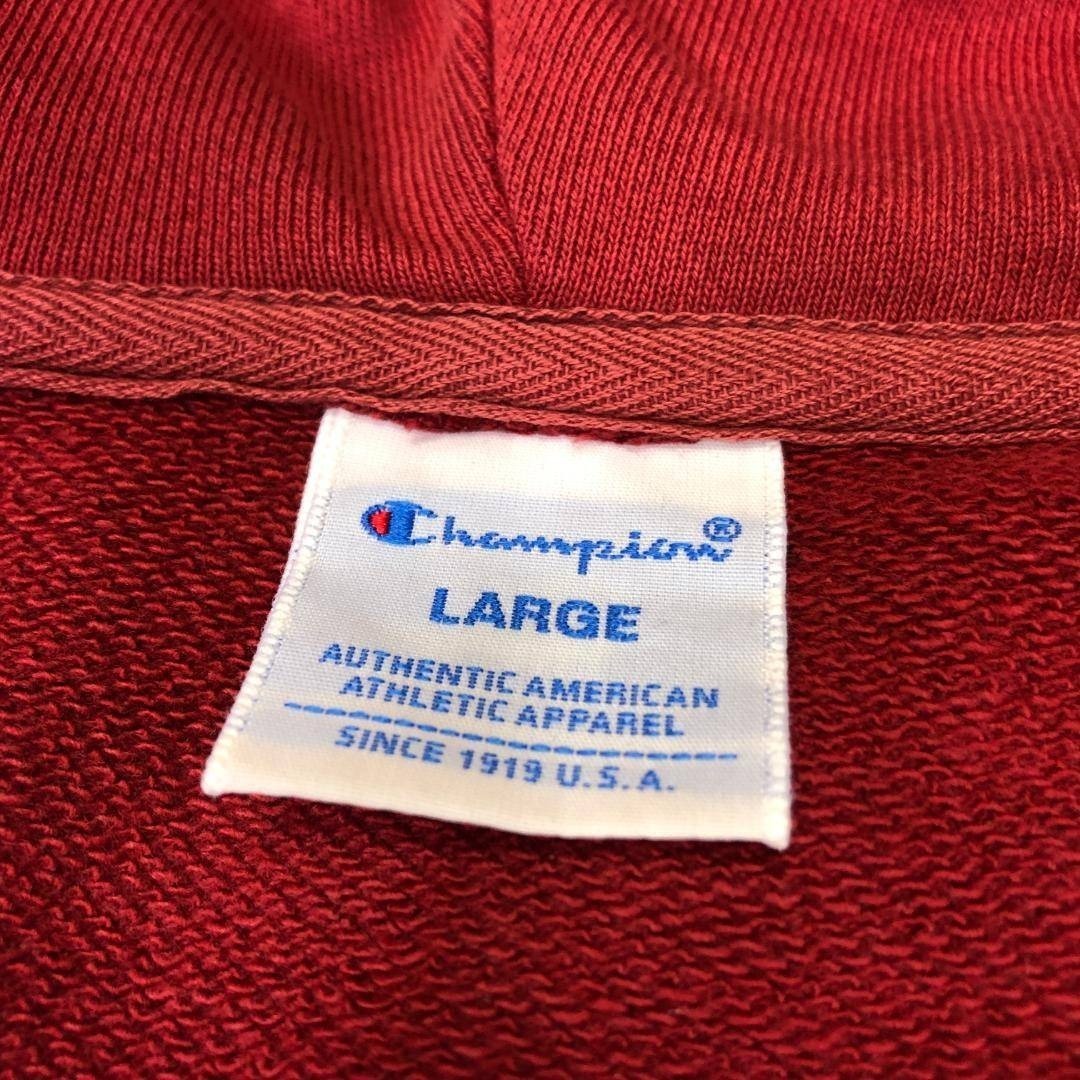 Champion®
LARGE
AUTHENTIC AMERICAN
ATHLETIC APPAREL
SINCE 1919 U.S.A.